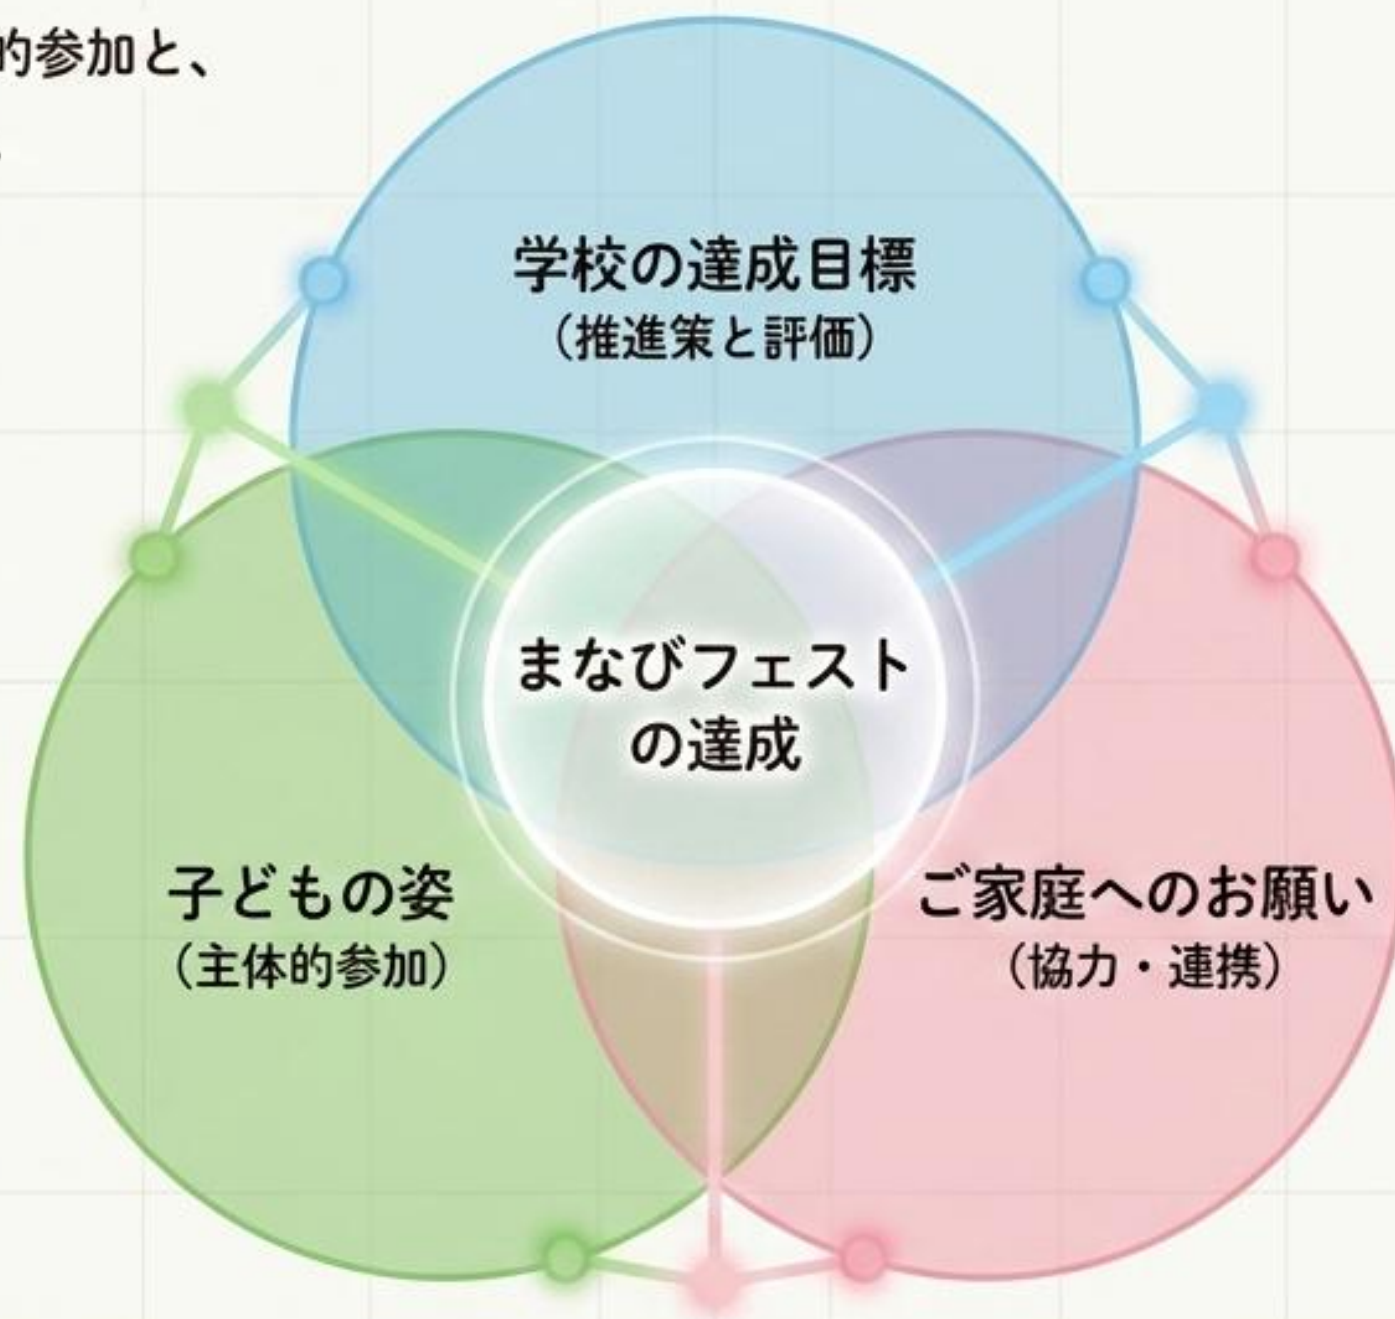 的参加と、
学校の達成目標
（推進策と評価）
まなびフェスト
の達成
子どもの姿
（主体的参加）
ご家庭へのお願い
（協力・連携）